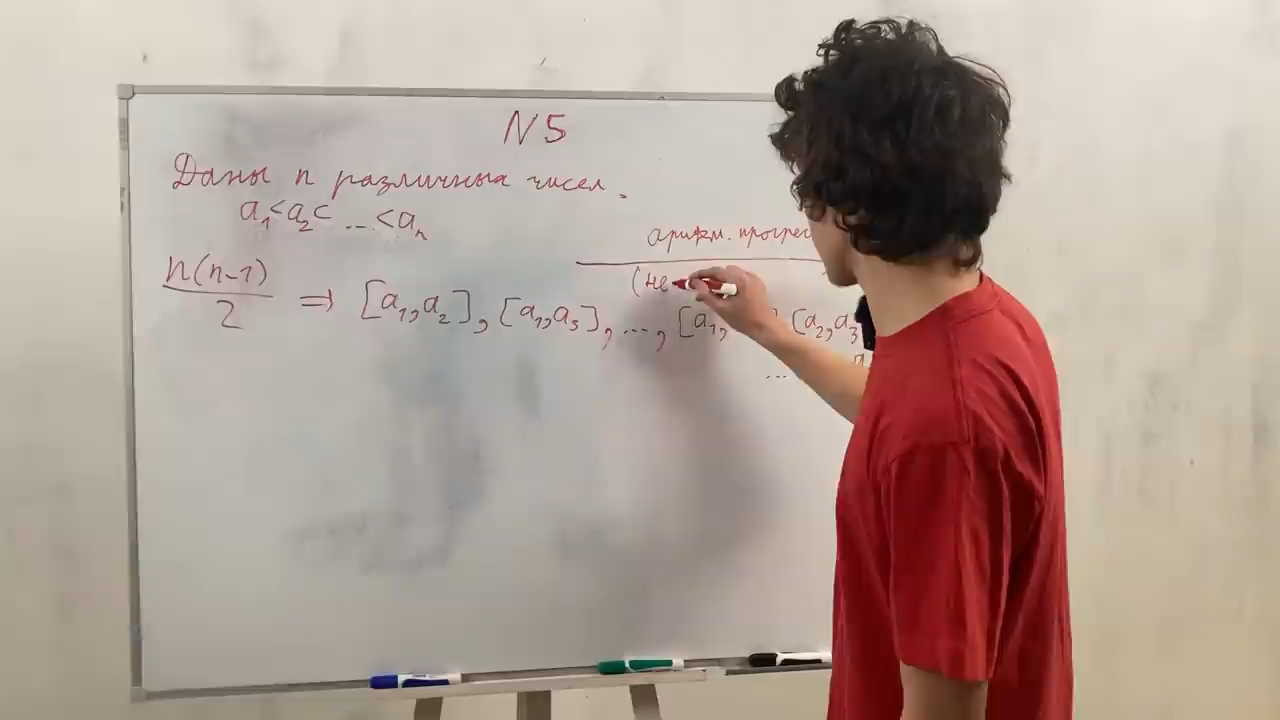 N5
Даны n различных чисел.
a₁<a₂< ... <aₙ
арифм. прогрес
(не
n(n-1)/2 ⇒ [a₁,a₂], [a₁,a₃], ..., [a₁, ], [a₂,a₃
...